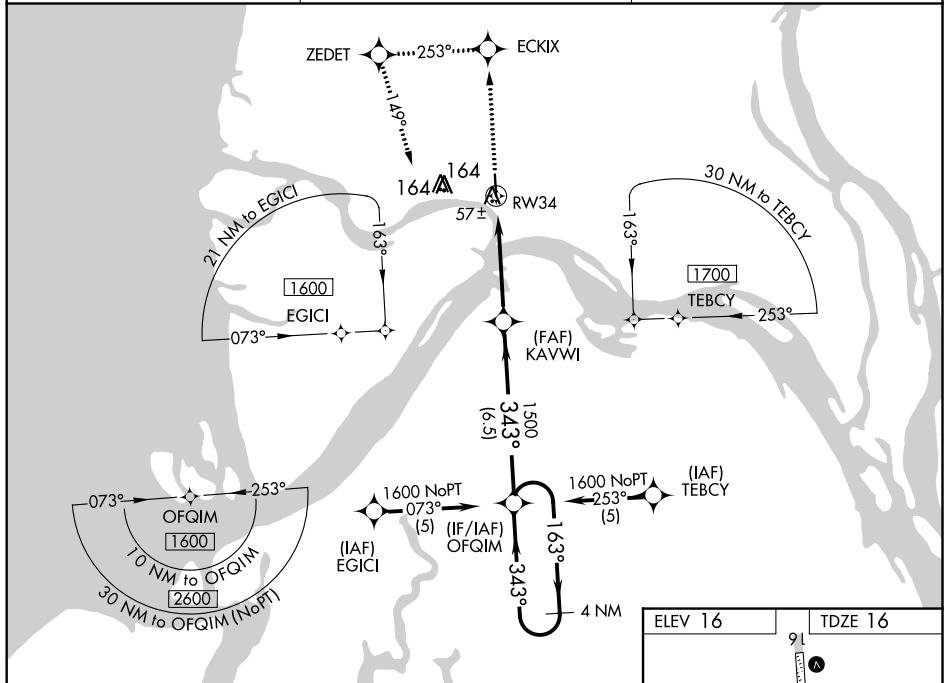 ZEDET
253°
ECKIX
149°
164
164
57±
RW34
21 NM to EGICI
163°
1600
EGICI
073°
30 NM to TEBCY
163°
1700
TEBCY
253°
(FAF)
KAVWI
1500
343°
(6.5)
073°
253°
OFQIM
1600
10 NM to OFQIM
2600
30 NM to OFQIM (NoPT)
1600 NoPT
073°
(5)
(IAF)
EGICI
(IF/IAF)
OFQIM
1600 NoPT
253°
(5)
(IAF)
TEBCY
163°
343°
4 NM
ELEV 16
TDZE 16
16
V